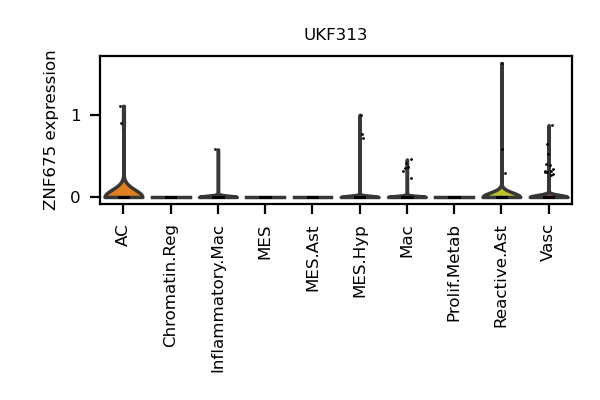 UKF313
ZNF675 expression
1
0
AC
Chromatin.Reg
Inflammatory.Mac
MES
MES.Ast
MES.Hyp
Mac
Prolif.Metab
Reactive.Ast
Vasc